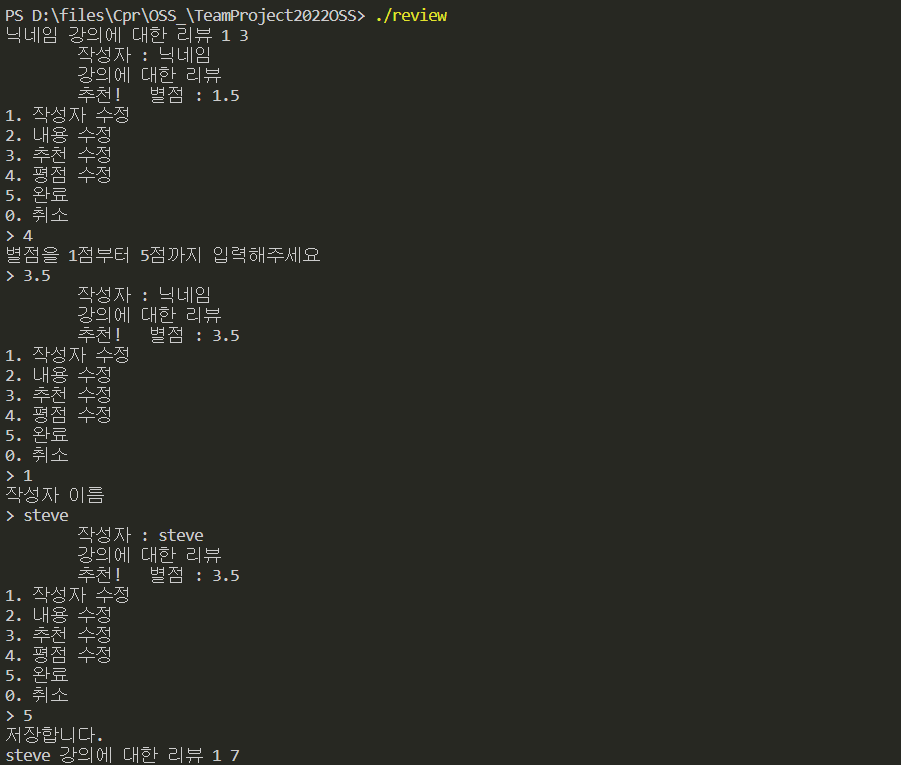 PS D:\files\Cpr\OSS_\TeamProject2022OSS> ./review
닉네임 강의에 대한 리뷰 1 3
작성자 : 닉네임
강의에 대한 리뷰
추천! 별점 : 1.5
1. 작성자 수정
2. 내용 수정
3. 추천 수정
4. 평점 수정
5. 완료
0. 취소
> 4
별점을 1점부터 5점까지 입력해주세요
> 3.5
작성자 : 닉네임
강의에 대한 리뷰
추천! 별점 : 3.5
1. 작성자 수정
2. 내용 수정
3. 추천 수정
4. 평점 수정
5. 완료
0. 취소
> 1
작성자 이름
> steve
작성자 : steve
강의에 대한 리뷰
추천! 별점 : 3.5
1. 작성자 수정
2. 내용 수정
3. 추천 수정
4. 평점 수정
5. 완료
0. 취소
> 5
저장합니다.
steve 강의에 대한 리뷰 1 7